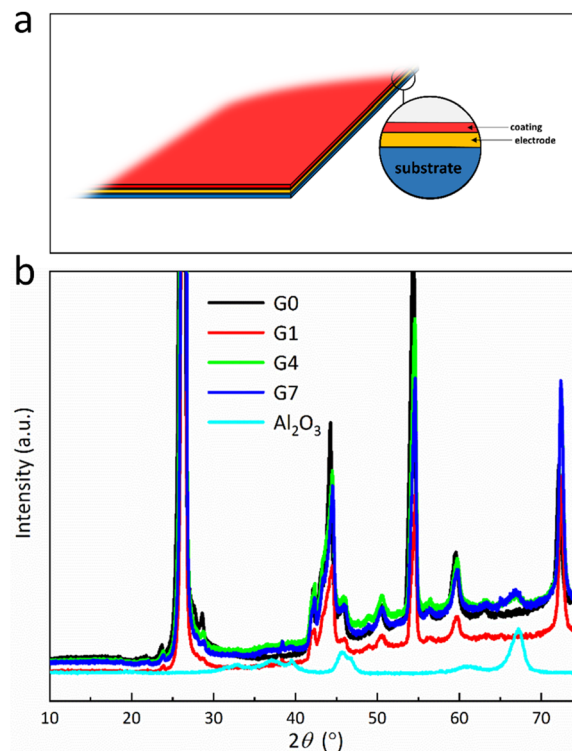 a
coating
electrode
substrate
b
G0
G1
G4
G7
Al₂O₃
Intensity (a.u.)
10 20 30 40 50 60 70
2θ (°)